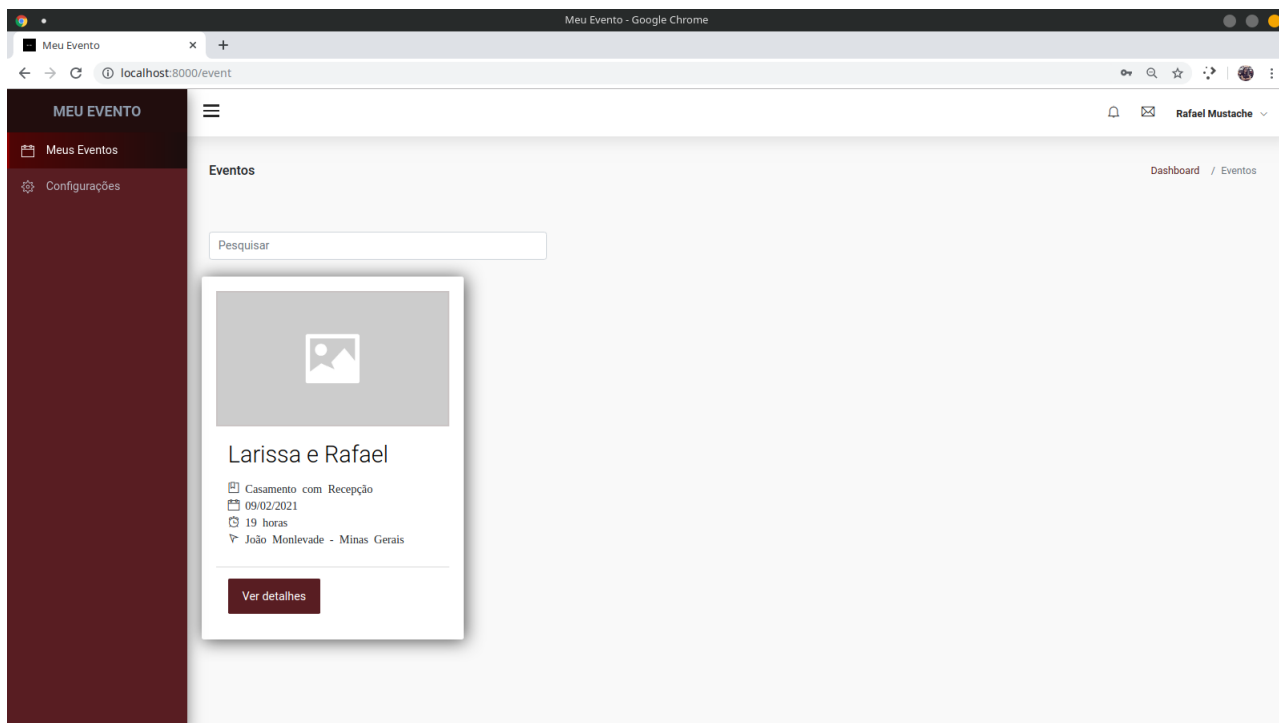 Meu Evento - Google Chrome
Meu Evento
localhost:8000/event
MEU EVENTO
Rafael Mustache
Meus Eventos
Configurações
Eventos
Dashboard / Eventos
Pesquisar
Larissa e Rafael
Casamento com Recepção
09/02/2021
19 horas
João Monlevade - Minas Gerais
Ver detalhes